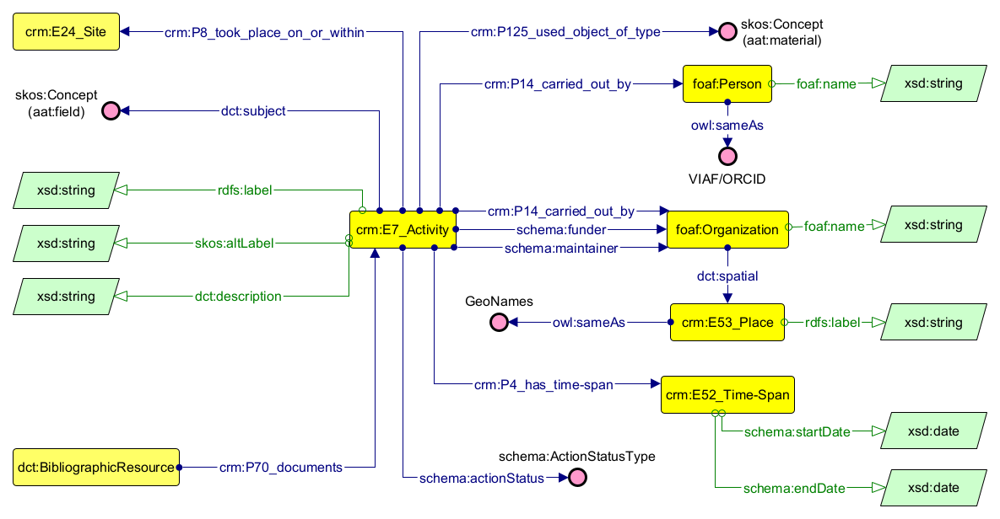 crm:E24_Site
crm:P8_took_place_on_or_within
crm:P125_used_object_of_type
skos:Concept
(aat:material)
crm:P14_carried_out_by
foaf:Person
foaf:name
xsd:string
skos:Concept
(aat:field)
dct:subject
owl:sameAs
VIAF/ORCID
xsd:string
rdfs:label
crm:E7_Activity
crm:P14_carried_out_by
schema:funder
schema:maintainer
foaf:Organization
foaf:name
xsd:string
xsd:string
skos:altLabel
xsd:string
dct:description
dct:spatial
GeoNames
owl:sameAs
crm:E53_Place
rdfs:label
xsd:string
crm:P4_has_time-span
crm:E52_Time-Span
schema:startDate
xsd:date
dct:BibliographicResource
crm:P70_documents
schema:ActionStatusType
schema:actionStatus
schema:endDate
xsd:date